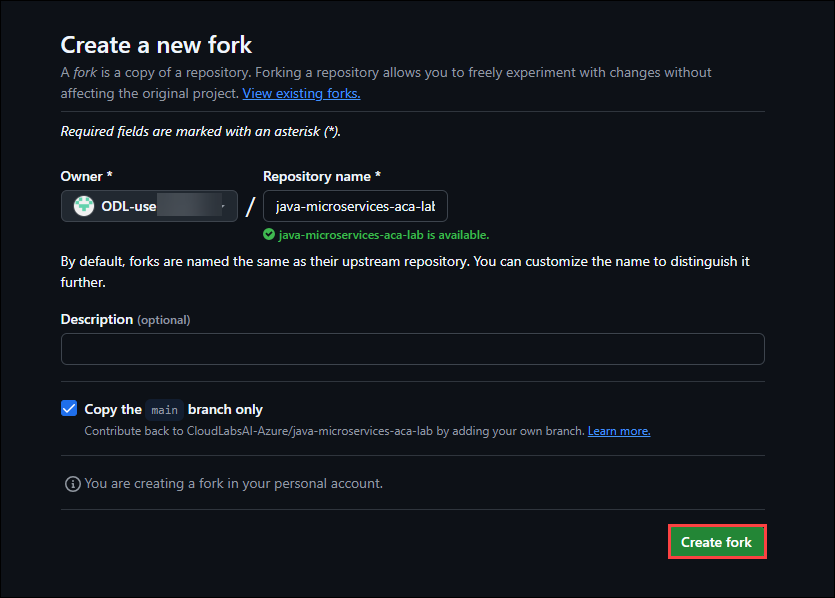 Create a new fork
A fork is a copy of a repository. Forking a repository allows you to freely experiment with changes without
affecting the original project. View existing forks.
Required fields are marked with an asterisk (*).
Owner *
Repository name *
ODL-use
/
java-microservices-aca-lab
java-microservices-aca-lab is available.
By default, forks are named the same as their upstream repository. You can customize the name to distinguish it
further.
Description (optional)
Copy the main branch only
Contribute back to CloudLabsAI-Azure/java-microservices-aca-lab by adding your own branch. Learn more.
You are creating a fork in your personal account.
Create fork